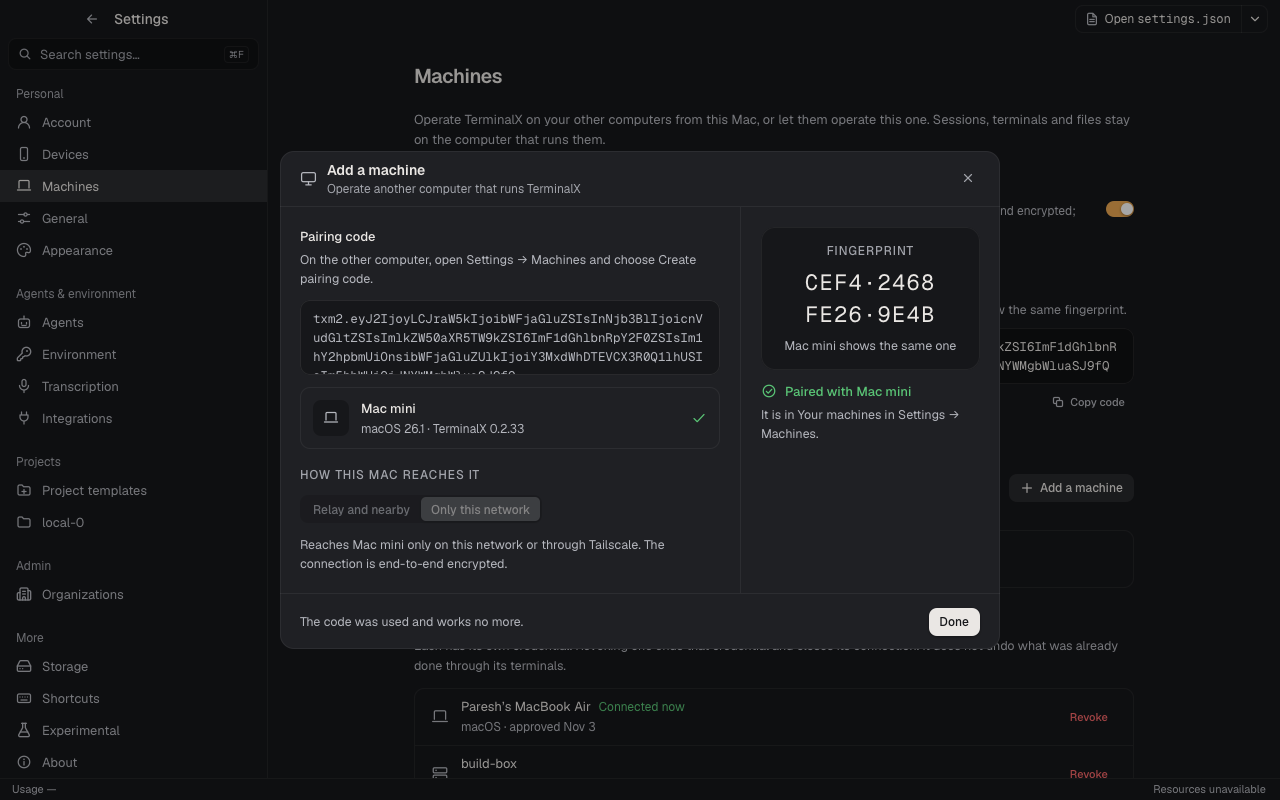 Settings
Open settings.json
Search settings…
⌘F
Personal
Account
Devices
Machines
General
Appearance
Agents & environment
Agents
Environment
Transcription
Integrations
Projects
Project templates
local-0
Admin
Organizations
More
Storage
Shortcuts
Experimental
About
Machines
Operate TerminalX on your other computers from this Mac, or let them operate this one. Sessions, terminals and files stay
on the computer that runs them.
nd encrypted;
Add a machine
Operate another computer that runs TerminalX
Pairing code
On the other computer, open Settings → Machines and choose Create
pairing code.
txm2.eyJ2IjoyLCJraW5kIjoibWFjaGluZSIsInNjb3BlIjoicnV
udGltZSIsImlkZW50aXR5TW9kZSI6ImF1dGhlbnRpY2F0ZSIsIm1
hY2hpbmUiOnsibWFjaGluZUlkIjoiY3MxdWhDTEVCX3R0Q1lhUSI
Mac mini
macOS 26.1 · TerminalX 0.2.33
HOW THIS MAC REACHES IT
Relay and nearby
Only this network
Reaches Mac mini only on this network or through Tailscale. The
connection is end-to-end encrypted.
FINGERPRINT
CEF4·2468
FE26·9E4B
Mac mini shows the same one
Paired with Mac mini
It is in Your machines in Settings →
Machines.
The code was used and works no more.
Done
w the same fingerprint.
kZSI6ImF1dGhlbnR
NYWMgbWluaSJ9fQ
Copy code
Add a machine
undo what was already
done through its terminals.
Paresh's MacBook Air Connected now
macOS · approved Nov 3
Revoke
build-box
Revoke
Usage —
Resources unavailable